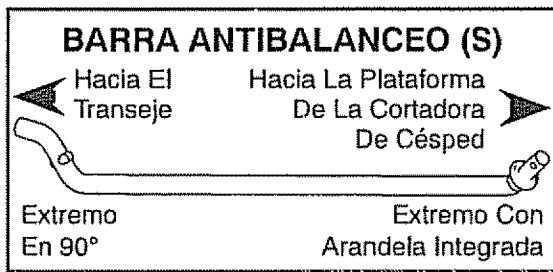 BARRA ANTIBALANCEO (S)
Hacia El
Transeje
Hacia La Plataforma
De La Cortadora
De Césped
Extremo
En 90°
Extremo Con
Arandela Integrada